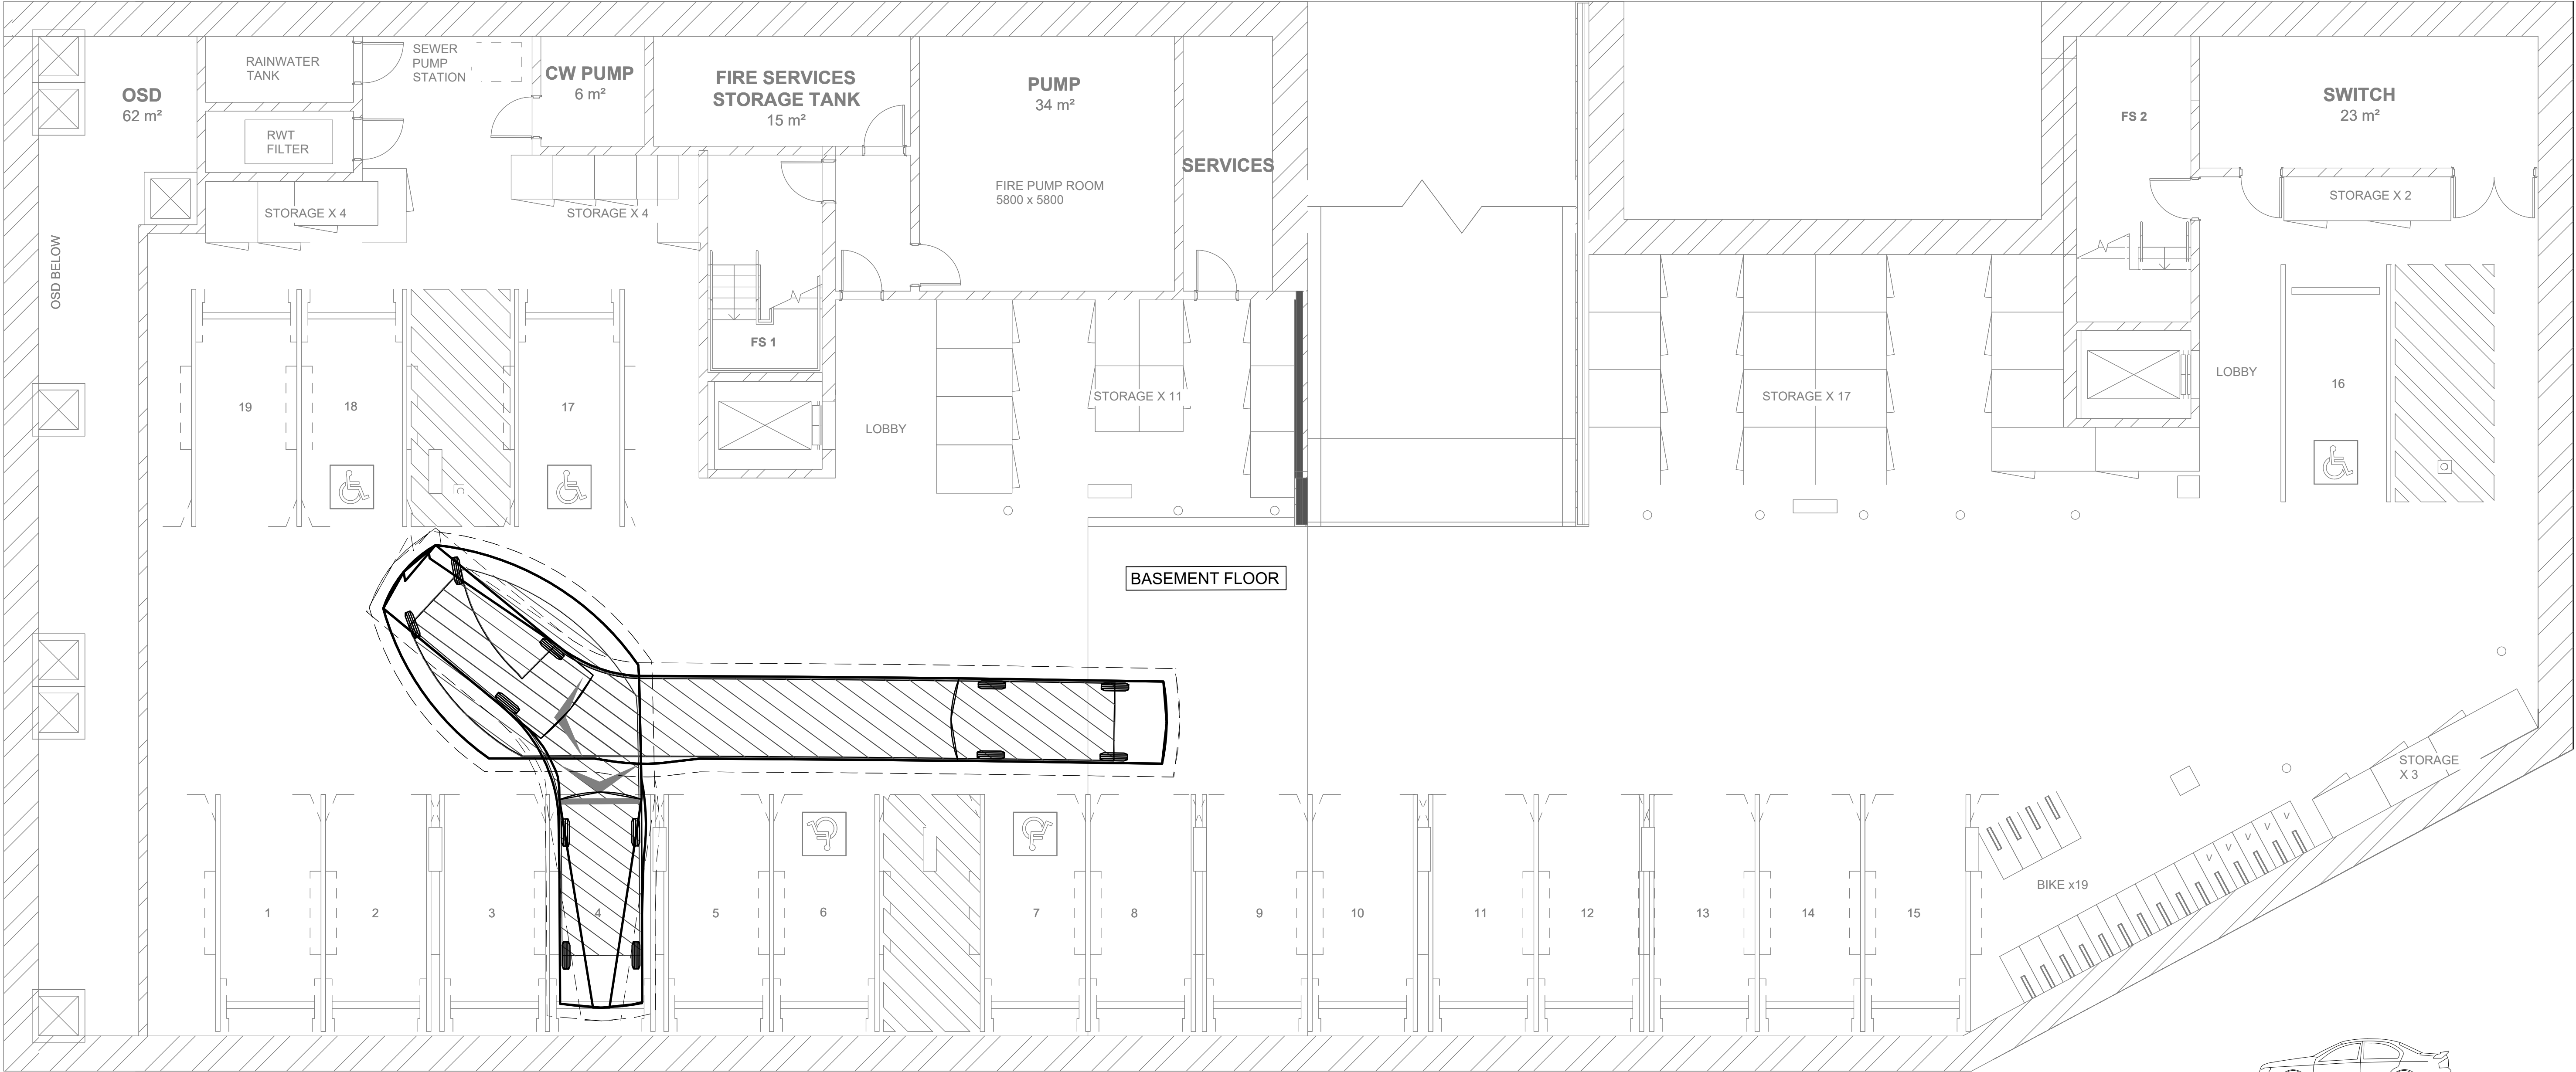 RAINWATER
TANK
SEWER
PUMP
STATION
CW PUMP
6 m²
FIRE SERVICES
STORAGE TANK
15 m²
PUMP
34 m²
OSD
62 m²
RWT
FILTER
SERVICES
FIRE PUMP ROOM
5800 x 5800
FS 2
SWITCH
23 m²
STORAGE X 4
STORAGE X 4
STORAGE X 2
OSD BELOW
FS 1
19
18
17
LOBBY
STORAGE X 11
STORAGE X 17
LOBBY
16
BASEMENT FLOOR
STORAGE
X 3
BIKE x19
1
2
3
4
5
6
7
8
9
10
11
12
13
14
15